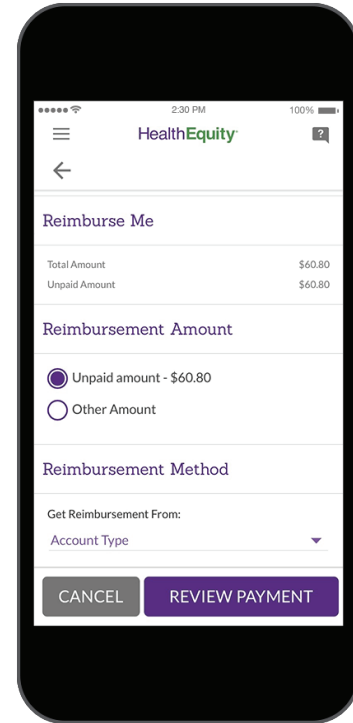 2:30 PM
100%
HealthEquity
?
Reimburse Me
Total Amount $60.80
Unpaid Amount $60.80
Reimbursement Amount
Unpaid amount - $60.80
Other Amount
Reimbursement Method
Get Reimbursement From:
Account Type
CANCEL
REVIEW PAYMENT